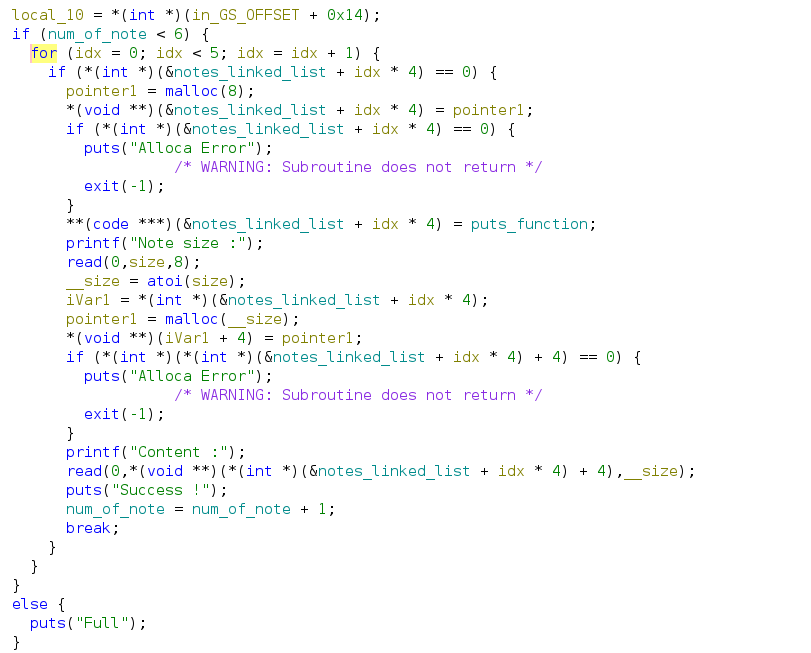 local_10 = *(int *)(in_GS_OFFSET + 0x14);
if (num_of_note < 6) {
  for (idx = 0; idx < 5; idx = idx + 1) {
    if (*(int *)(&notes_linked_list + idx * 4) == 0) {
      pointer1 = malloc(8);
      *(void **)(&notes_linked_list + idx * 4) = pointer1;
      if (*(int *)(&notes_linked_list + idx * 4) == 0) {
        puts("Alloca Error");
                  /* WARNING: Subroutine does not return */
        exit(-1);
      }
      **(code ***)(&notes_linked_list + idx * 4) = puts_function;
      printf("Note size :");
      read(0,size,8);
      __size = atoi(size);
      iVar1 = *(int *)(&notes_linked_list + idx * 4);
      pointer1 = malloc(__size);
      *(void **)(iVar1 + 4) = pointer1;
      if (*(int *)(*(int *)(&notes_linked_list + idx * 4) + 4) == 0) {
        puts("Alloca Error");
                  /* WARNING: Subroutine does not return */
        exit(-1);
      }
      printf("Content :");
      read(0,*(void **)(*(int *)(&notes_linked_list + idx * 4) + 4),__size);
      puts("Success !");
      num_of_note = num_of_note + 1;
      break;
    }
  }
}
else {
  puts("Full");
}